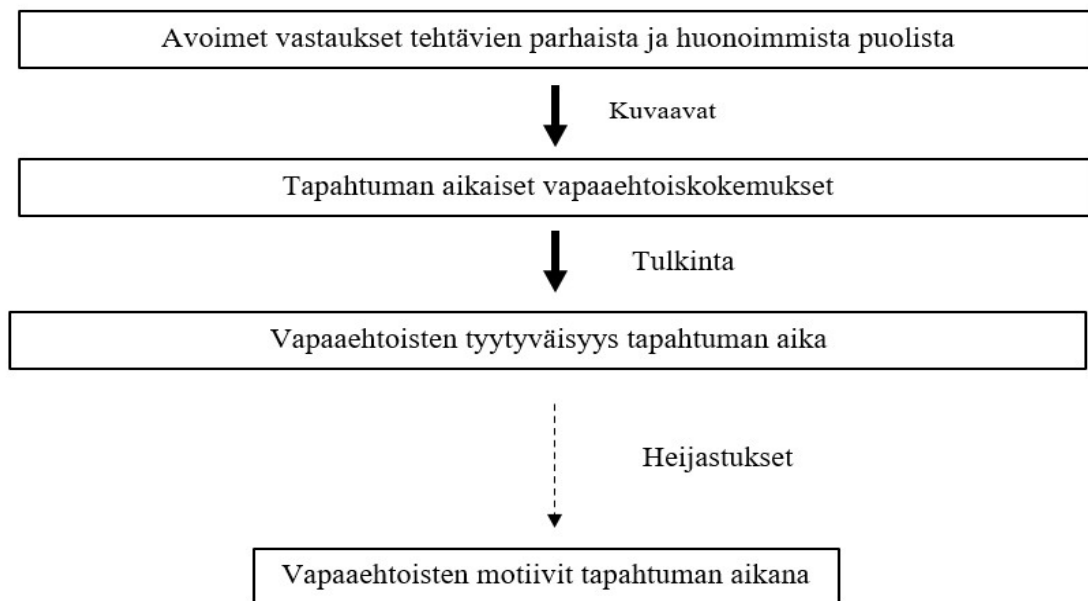 Avoimet vastaukset tehtävien parhaista ja huonoimmista puolista
Kuvaavat
Tapahtuman aikaiset vapaaehtoiskokemukset
Tulkinta
Vapaaehtoisten tyytyväisyys tapahtuman aika
Heijastukset
Vapaaehtoisten motiivit tapahtuman aikana